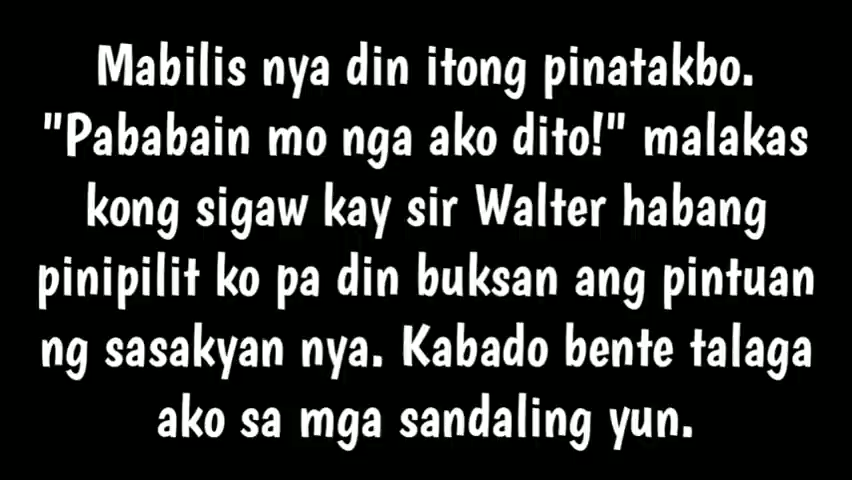 Mabilis nya din itong pinatakbo.
"Pababain mo nga ako dito!" malakas
kong sigaw kay sir Walter habang
pinipilit ko pa din buksan ang pintuan
ng sasakyan nya. Kabado bente talaga
ako sa mga sandaling yun.